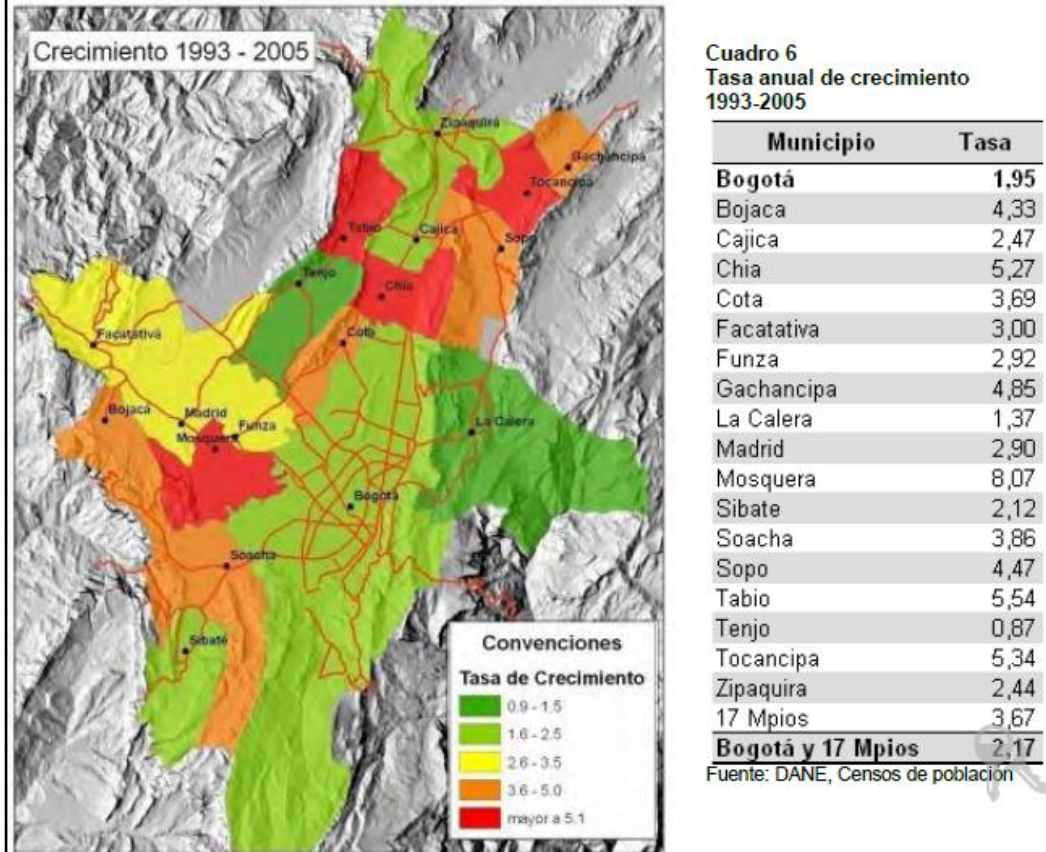 Crecimiento 1993 - 2005
Zipaquirá
Gachancipá
Tocancipa
Tabio
Cajica
Sopo
Tenjo
Chia
Cota
Facatativá
Bojacá
Madrid
Funza
Mosquera
La Calera
Bogotá
Soacha
Sibaté
Convenciones
Tasa de Crecimiento
0.9 - 1.5
1.6 - 2.5
2.6 - 3.5
3.6 - 5.0
mayor a 5.1
Cuadro 6
Tasa anual de crecimiento
1993-2005
Municipio Tasa
Bogotá 1,95
Bojaca 4,33
Cajica 2,47
Chia 5,27
Cota 3,69
Facatativa 3,00
Funza 2,92
Gachancipa 4,85
La Calera 1,37
Madrid 2,90
Mosquera 8,07
Sibate 2,12
Soacha 3,86
Sopo 4,47
Tabio 5,54
Tenjo 0,87
Tocancipa 5,34
Zipaquira 2,44
17 Mpios 3,67
Bogotá y 17 Mpios 2,17
Fuente: DANE, Censos de población